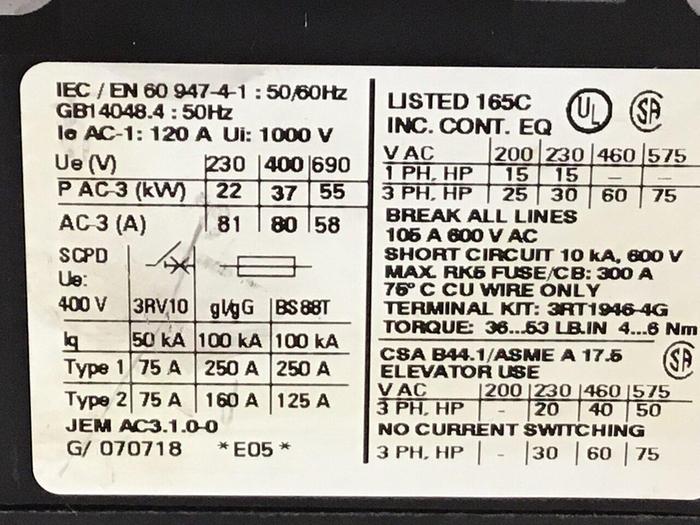 IEC / EN 60 947-4-1 : 50/60Hz
GB14048.4 : 50Hz
Ie AC-1: 120 A Ui: 1000 V
Ue (V) 230 400 690
P AC-3 (kW) 22 37 55
AC-3 (A) 81 80 58
SCPD
Ue:
400 V 3RV10 gl/gG BS88T
Iq 50 kA 100 kA 100 kA
Type 1 75 A 250 A 250 A
Type 2 75 A 160 A 125 A
JEM AC3.1.0-0
G/ 070718 *E05*
LISTED 165C UL SA
INC. CONT. EQ
V AC 200 230 460 575
1 PH, HP 15 15 – –
3 PH, HP 25 30 60 75
BREAK ALL LINES
105 A 600 V AC
SHORT CIRCUIT 10 kA, 600 V
MAX. RK5 FUSE/CB: 300 A
75° C CU WIRE ONLY
TERMINAL KIT: 3RT1946-4G
TORQUE: 36...53 LB.IN 4...6 Nm
CSA B44.1/ASME A 17.5 SA
ELEVATOR USE
V AC 200 230 460 575
3 PH, HP - 20 40 50
NO CURRENT SWITCHING
3 PH, HP - 30 60 75